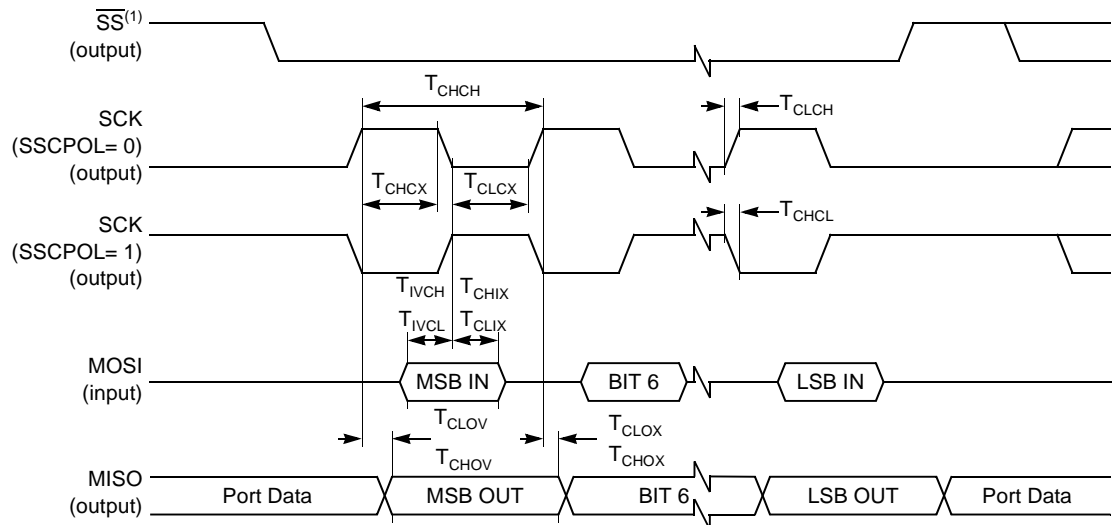 SS(1)
(output)
TCHCH
TCLCH
SCK
(SSCPOL= 0)
(output)
TCHCX
TCLCX
TCHCL
SCK
(SSCPOL= 1)
(output)
TIVCH
TCHIX
TIVCL
TCLIX
MOSI
(input)
MSB IN
BIT 6
LSB IN
TCLOV
TCLOX
TCHOV
TCHOX
MISO
(output)
Port Data
MSB OUT
BIT 6
LSB OUT
Port Data